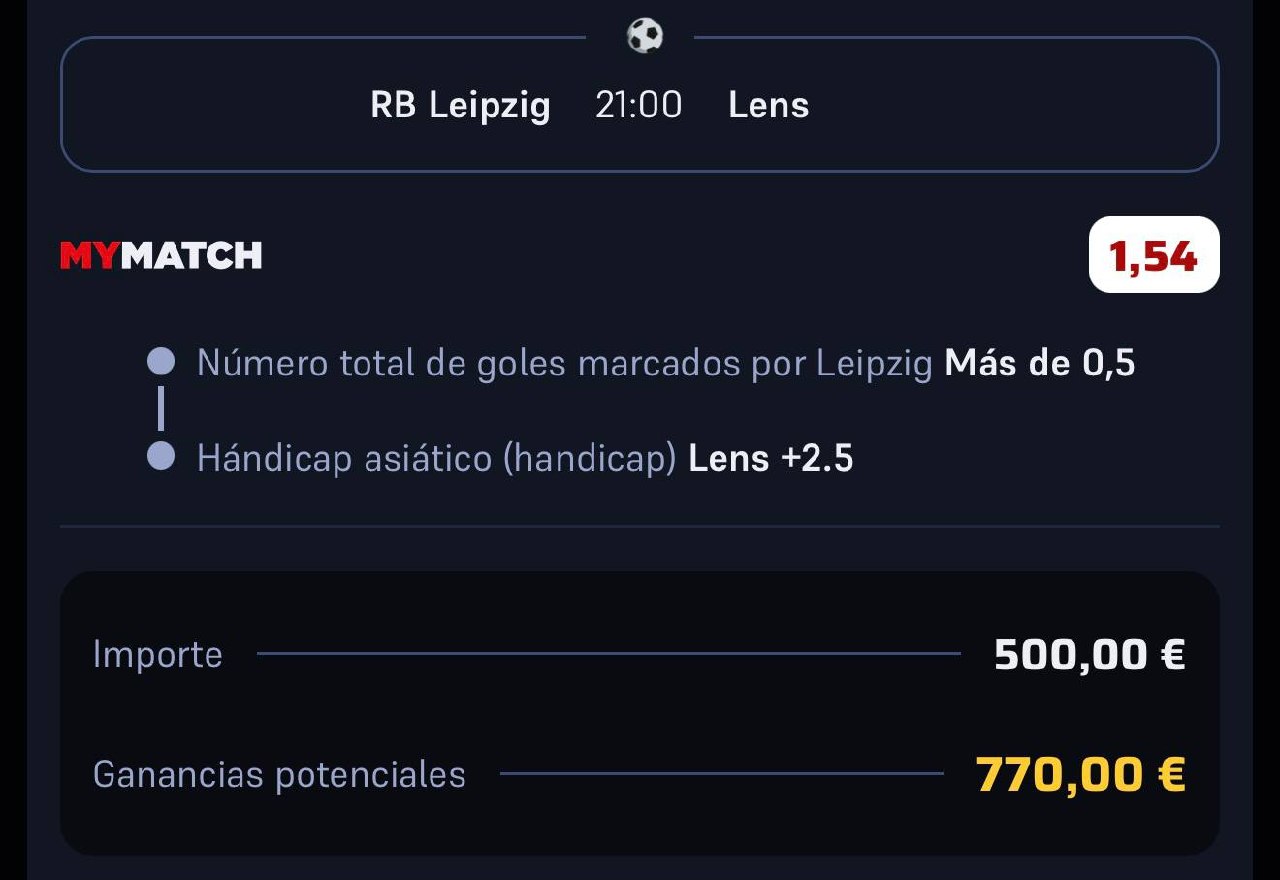 RB Leipzig 21:00 Lens
MYMATCH 1,54
Número total de goles marcados por Leipzig Más de 0,5
Hándicap asiático (handicap) Lens +2.5
Importe 500,00 €
Ganancias potenciales 770,00 €